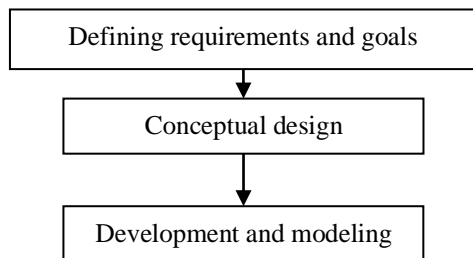 Defining requirements and goals
Conceptual design
Development and modeling